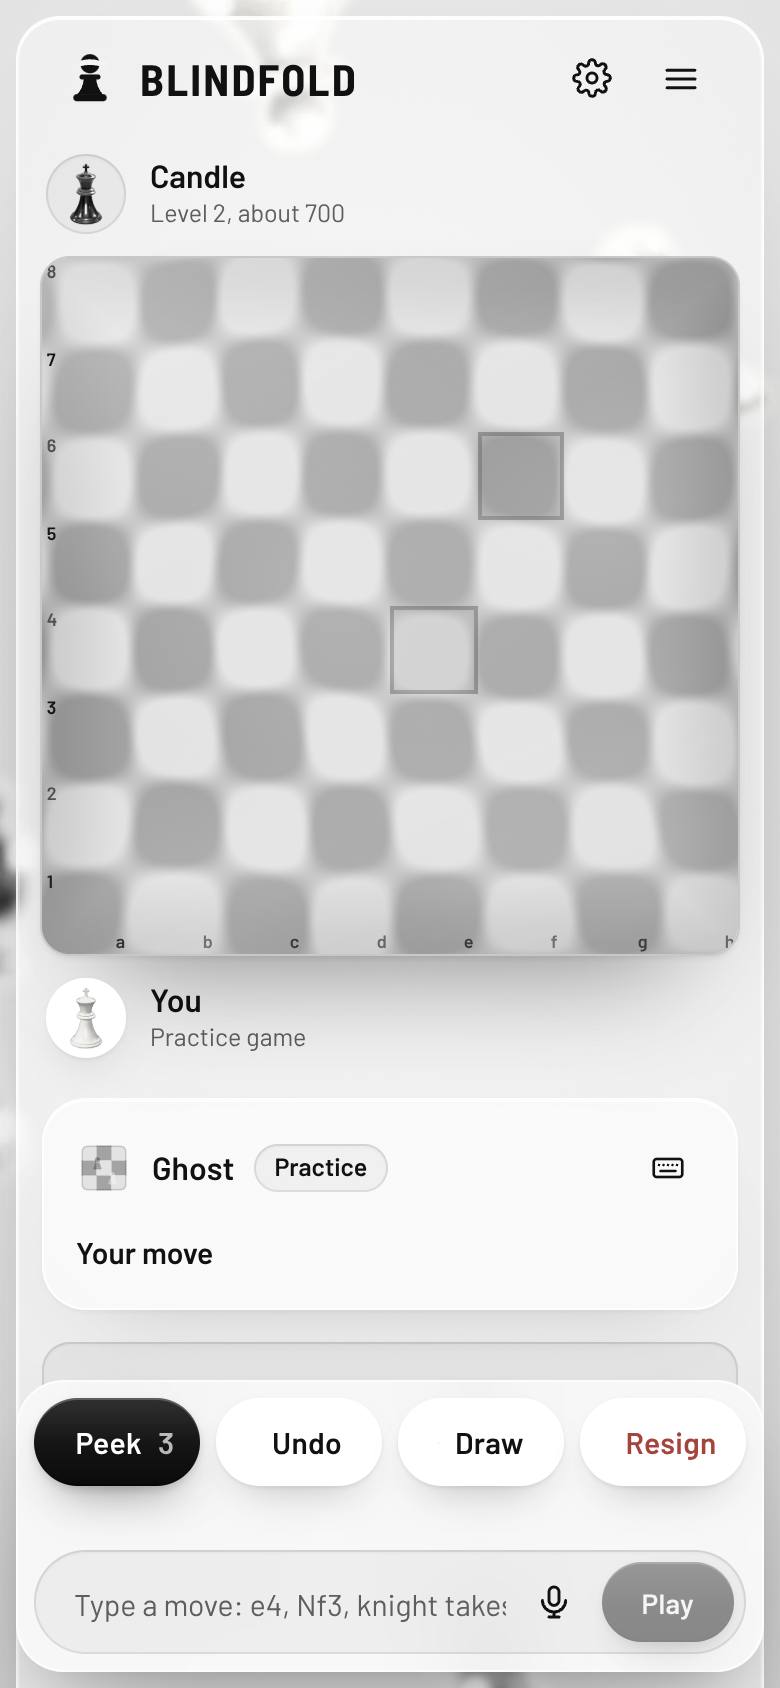 BLINDFOLD
Candle
Level 2, about 700
8
7
6
5
4
3
2
1
a b c d e f g h
You
Practice game
Ghost Practice
Your move
Peek 3 Undo Draw Resign
Type a move: e4, Nf3, knight takes Play